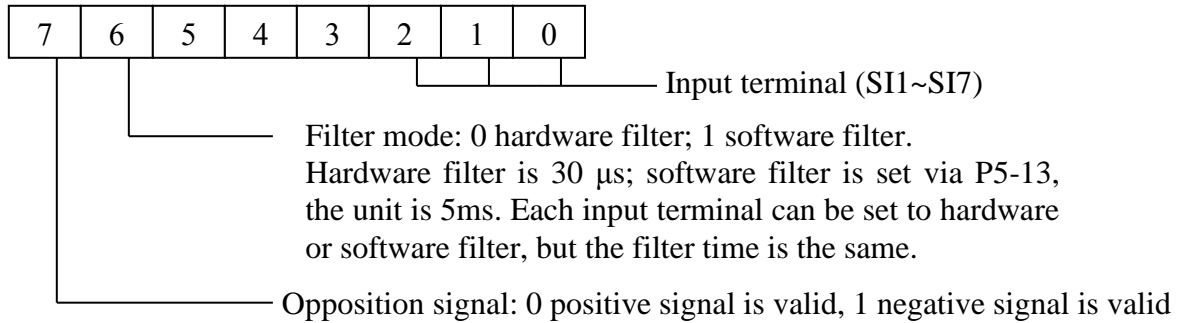 7 6 5 4 3 2 1 0
Input terminal (SI1~SI7)
Filter mode: 0 hardware filter; 1 software filter.
Hardware filter is 30 μs; software filter is set via P5-13,
the unit is 5ms. Each input terminal can be set to hardware
or software filter, but the filter time is the same.
Opposition signal: 0 positive signal is valid, 1 negative signal is valid